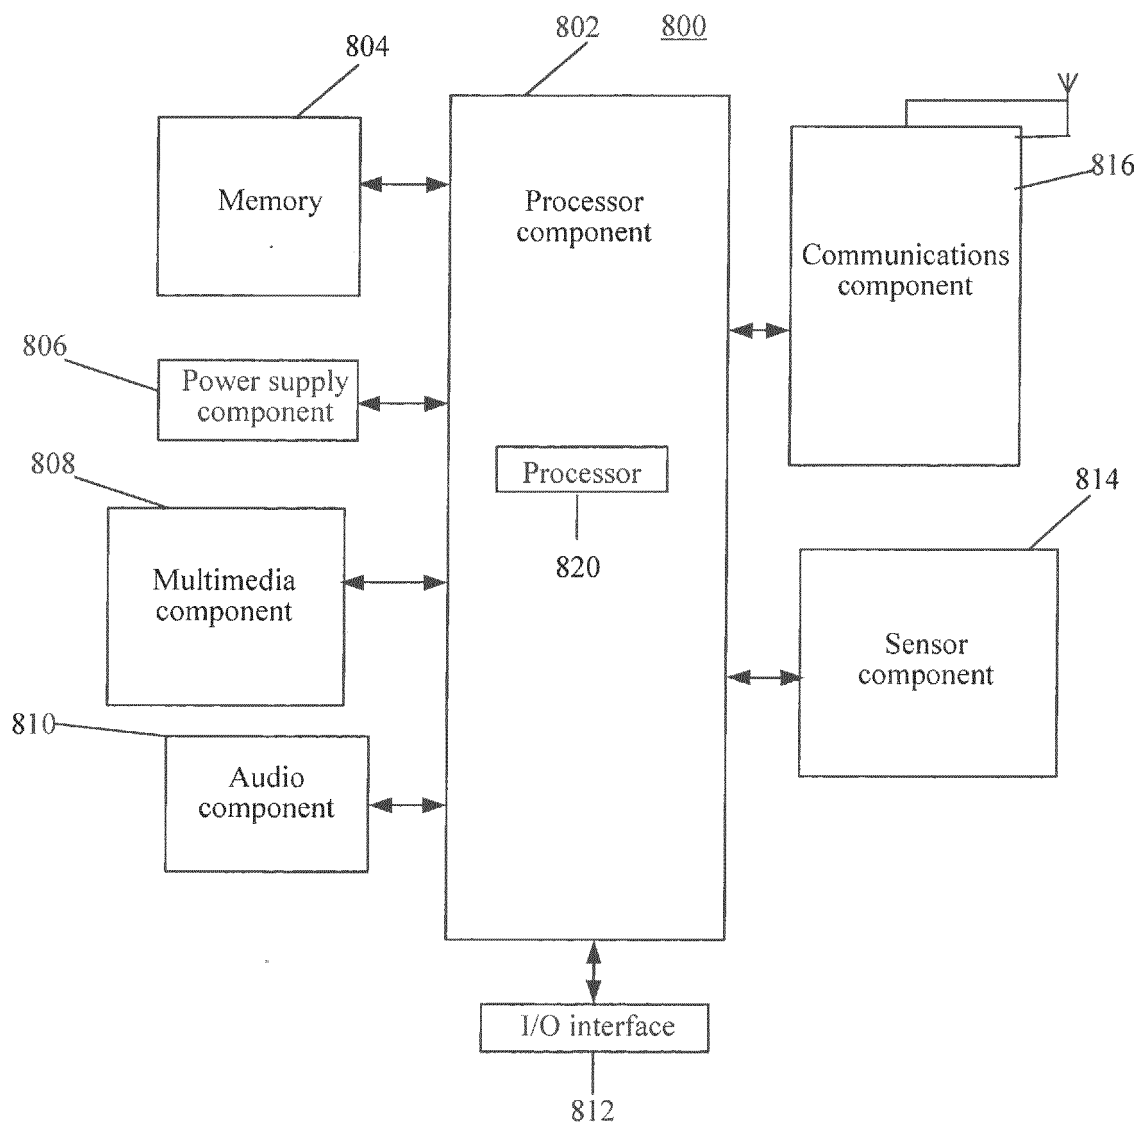 802
800
804
Memory
Processor
component
816
Communications
component
806
Power supply
component
808
Processor
820
814
Multimedia
component
Sensor
component
810
Audio
component
I/O interface
812